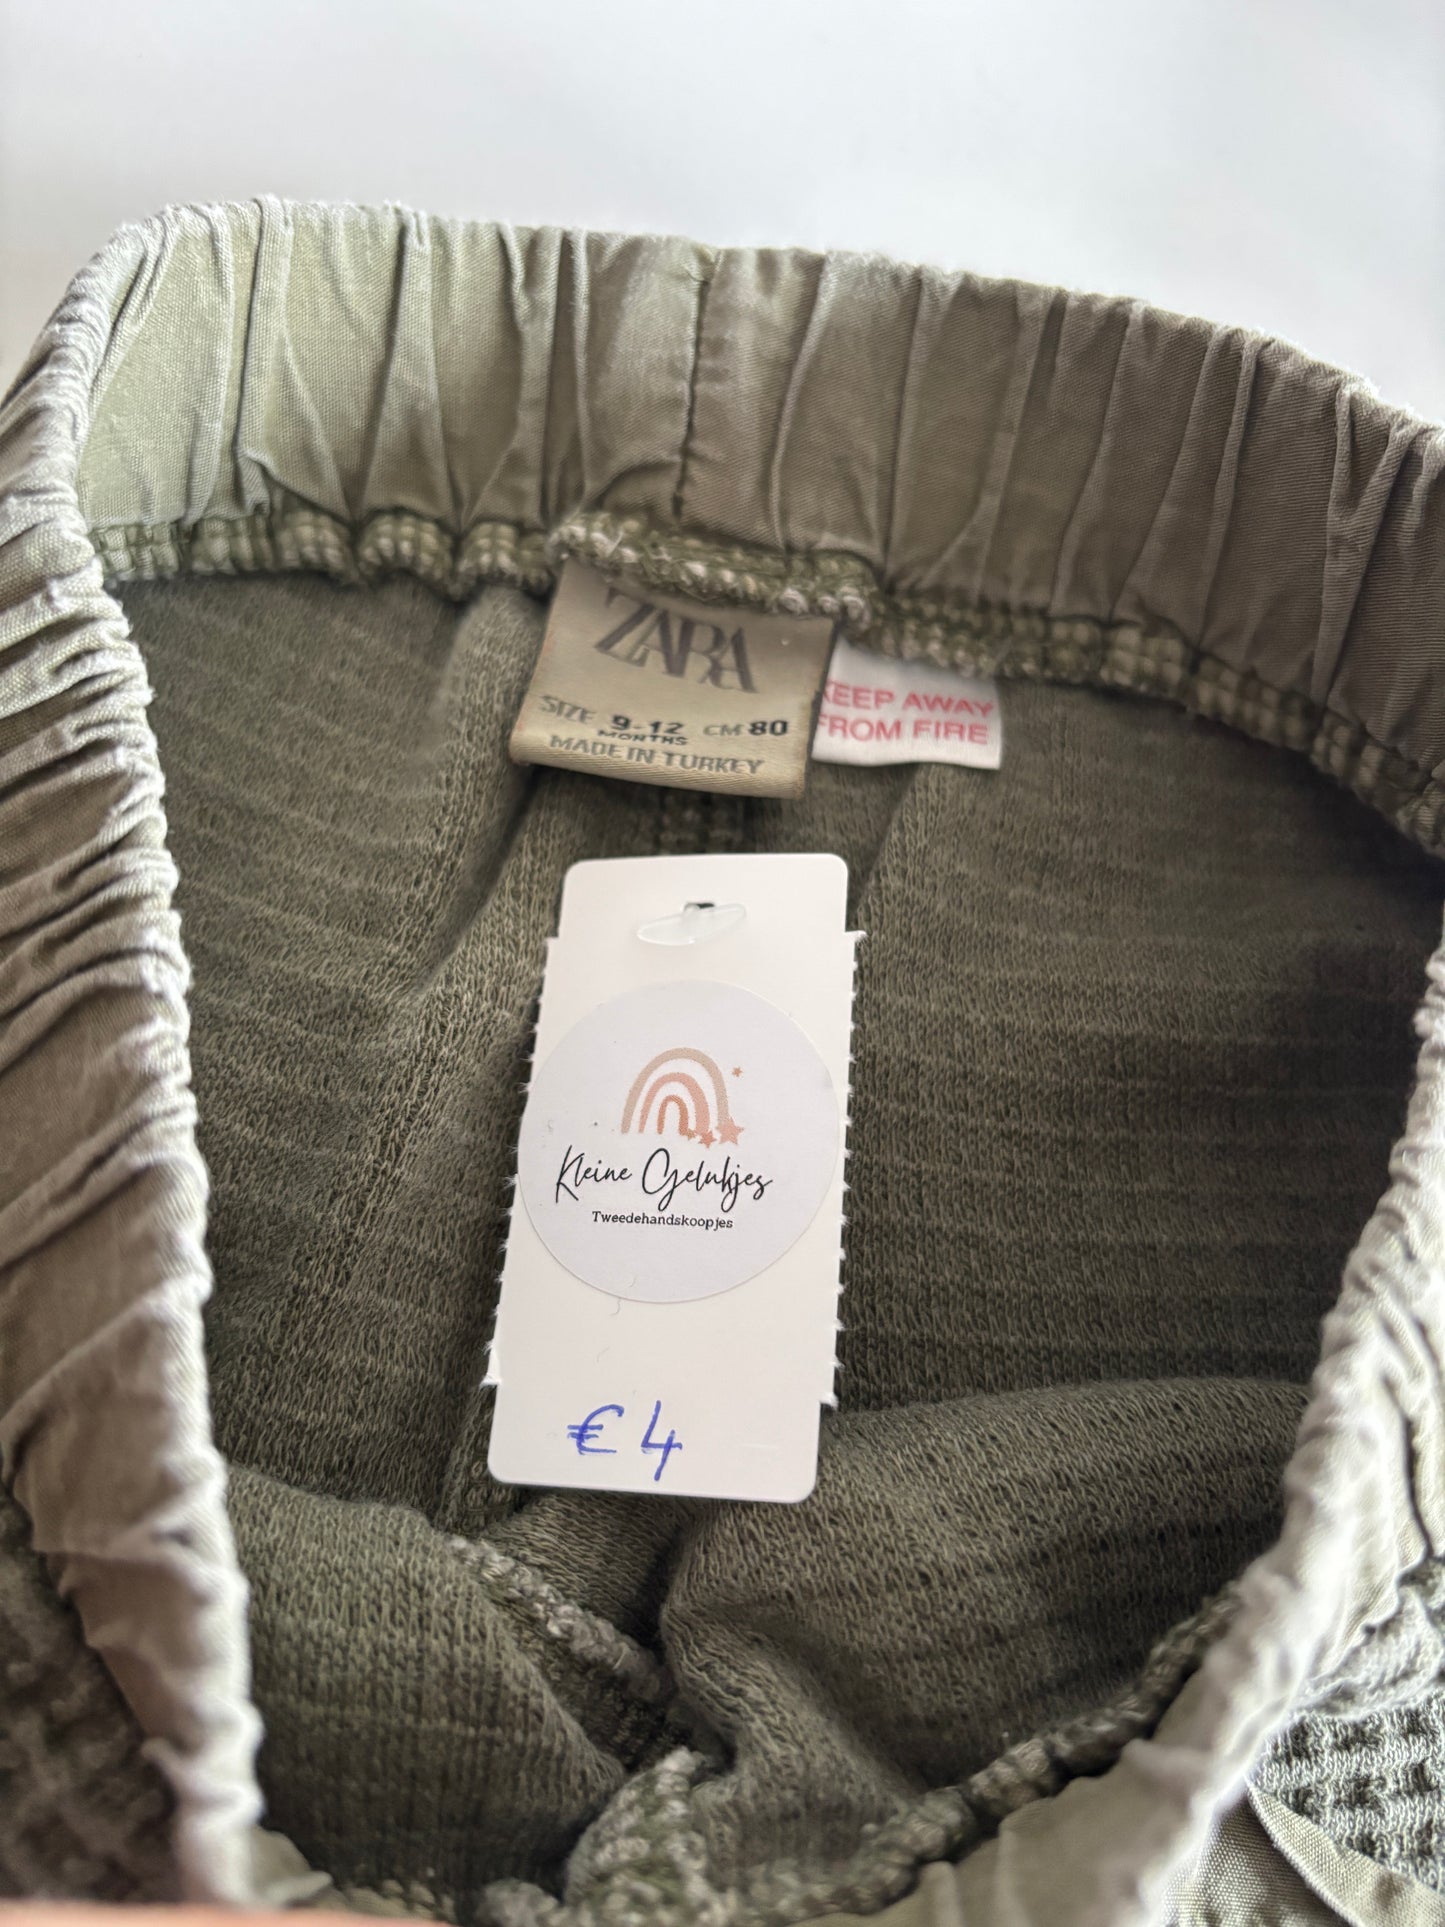 ZARA
SIZE 9-12 CM 80
MONTHS
MADE IN TURKEY
KEEP AWAY
FROM FIRE
Kleine Gelukjes
Tweedehandskoopjes
€ 4